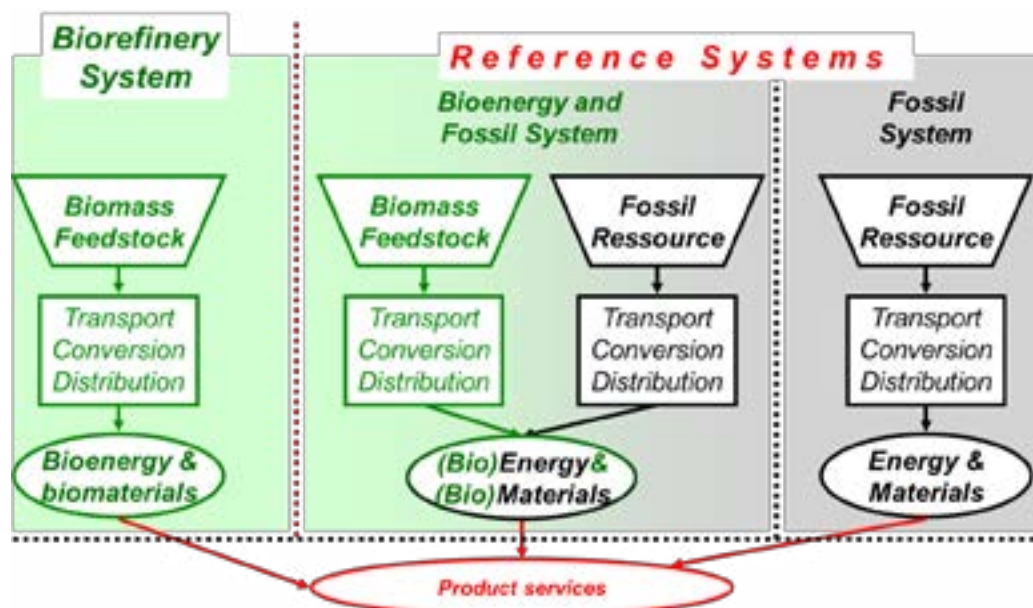 Biorefinery
System
Reference Systems
Bioenergy and
Fossil System
Fossil
System
Biomass
Feedstock
Biomass
Feedstock
Fossil
Ressource
Fossil
Ressource
Transport
Conversion
Distribution
Transport
Conversion
Distribution
Transport
Conversion
Distribution
Transport
Conversion
Distribution
Bioenergy &
biomaterials
(Bio)Energy&
(Bio)Materials
Energy &
Materials
Product services